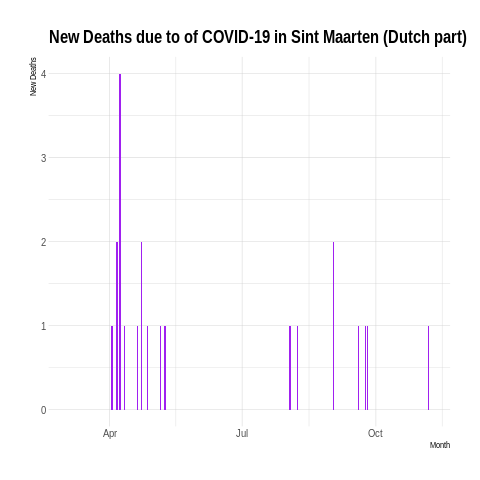 New Deaths due to of COVID-19 in Sint Maarten (Dutch part)
New Deaths
4
3
2
1
0
Apr
Jul
Oct
Month